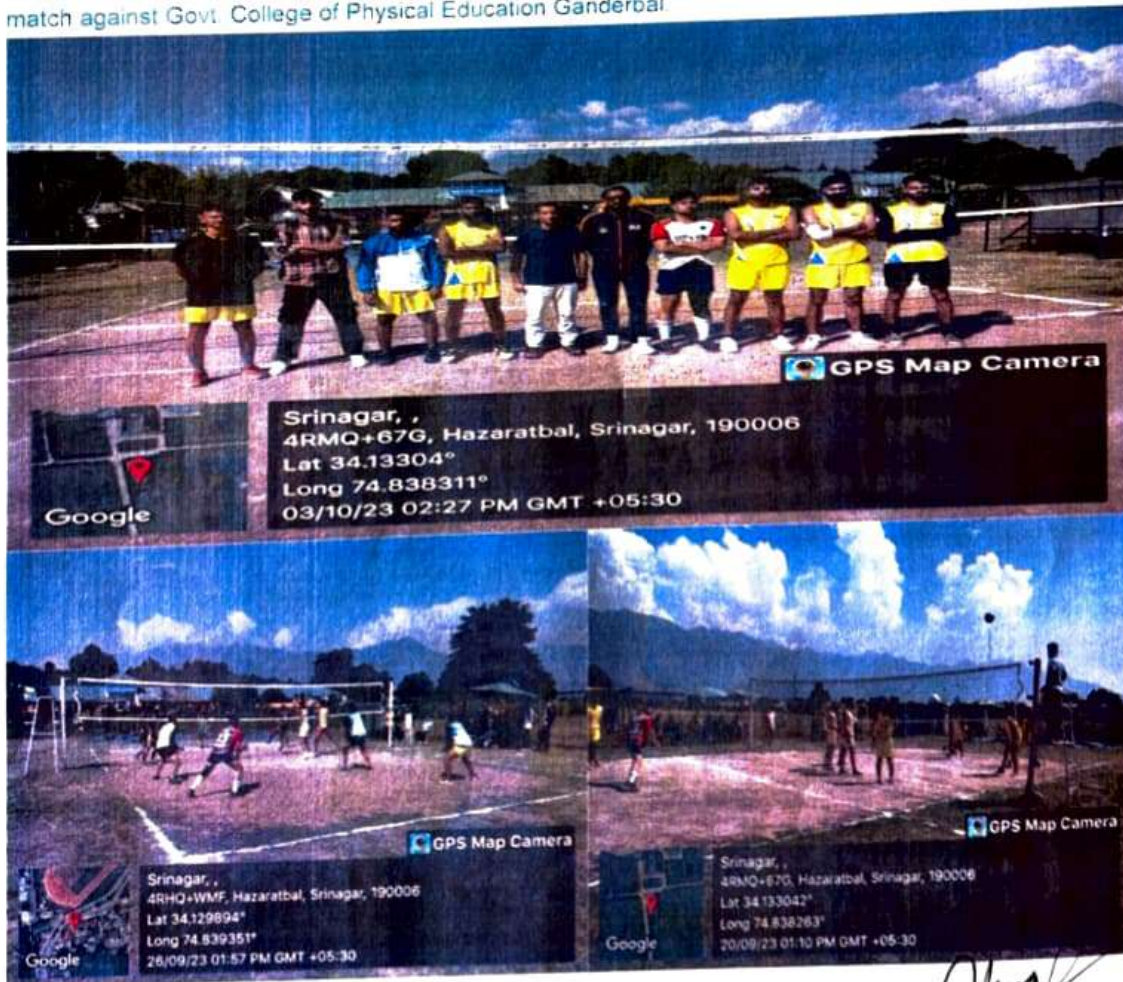 match against Govt. College of Physical Education Ganderbal.
GPS Map Camera
Srinagar, ,
4RMQ+67G, Hazaratbal, Srinagar, 190006
Lat 34.13304°
Long 74.838311°
03/10/23 02:27 PM GMT +05:30
Google
GPS Map Camera
Srinagar, ,
4RHQ+WMF, Hazaratbal, Srinagar, 190006
Lat 34.129894°
Long 74.839351°
26/09/23 01:57 PM GMT +05:30
Google
GPS Map Camera
Srinagar, ,
4RMQ+67G, Hazaratbal, Srinagar, 190006
Lat 34.133042°
Long 74.838263°
20/09/23 01:10 PM GMT +05:30
Google